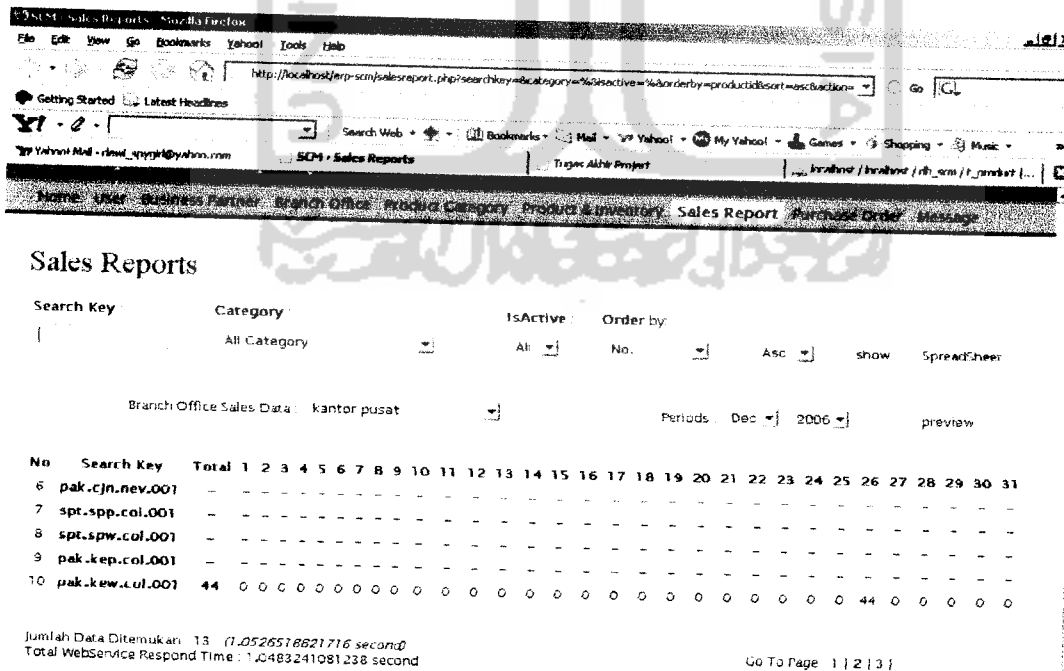 SCM - Sales Reports - Mozilla Firefox
File Edit View Go Bookmarks Yahoo! Tools Help
http://localhost/erp-scm/salesreport.php?searchkey=&category=%&isactive=%&orderby=productid&sort=asc&action= Go
Getting Started Latest Headlines
Y! Search Web Bookmarks Mail My Yahoo! Games Shopping Music
SCM - Sales Reports Tugas Akhir Project
Home User Business Partner Branch Office Product Category Product & Inventory Sales Report Purchase Order Message
Sales Reports
Search Key : Category : IsActive : Order by:
All Category All No. Asc show SpreadSheet
Branch Office Sales Data : kantor pusat Periods : Dec 2006 preview
No Search Key Total 1 2 3 4 5 6 7 8 9 10 11 12 13 14 15 16 17 18 19 20 21 22 23 24 25 26 27 28 29 30 31
6 pak.cjn.nev.001 - - - - - - - - - - - - - - - - - - - - - - - - - - - - - - - -
7 spt.spp.col.001 - - - - - - - - - - - - - - - - - - - - - - - - - - - - - - - -
8 spt.spw.col.001 - - - - - - - - - - - - - - - - - - - - - - - - - - - - - - - -
9 pak.kep.col.001 - - - - - - - - - - - - - - - - - - - - - - - - - - - - - - - -
10 pak.kew.col.001 44 0 0 0 0 0 0 0 0 0 0 0 0 0 0 0 0 0 0 0 0 0 0 0 0 0 44 0 0 0 0 0
Jumlah Data Ditemukan : 13 (1.0526518821716 second)
Total WebService Respond Time : 1.0483241081238 second
Go To Page 1 | 2 | 3 |